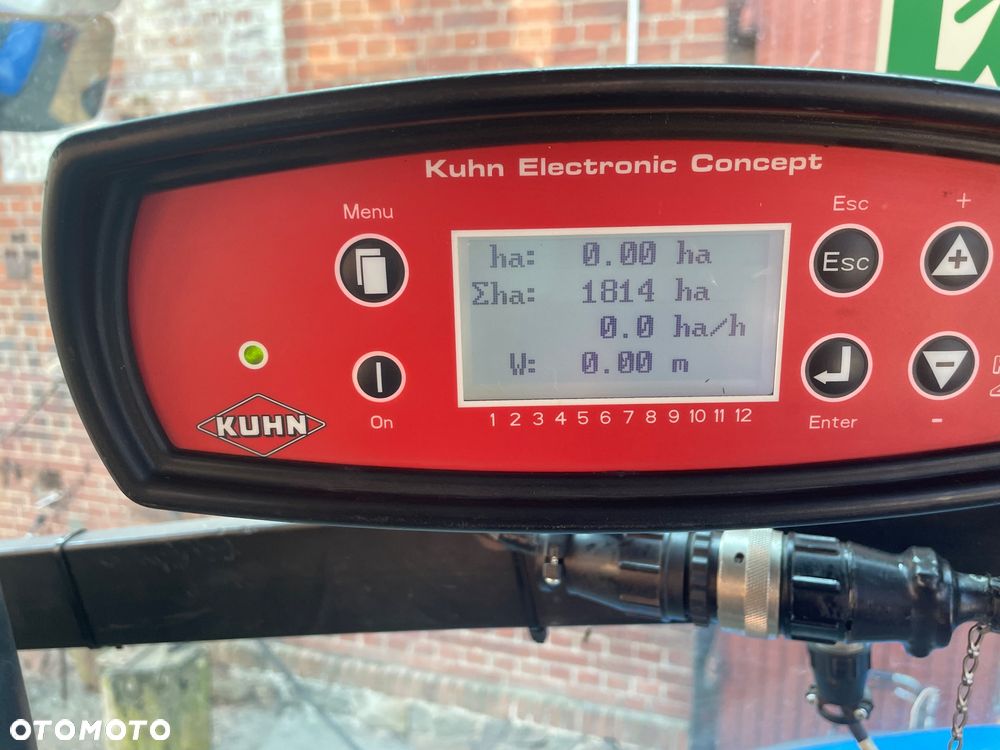 Kuhn Electronic Concept
Menu
Esc
+
ha: 0.00 ha
Σha: 1814 ha
0.0 ha/h
W: 0.00 m
Esc
+
On
Enter
-
1 2 3 4 5 6 7 8 9 10 11 12
KUHN
OTOMOTO